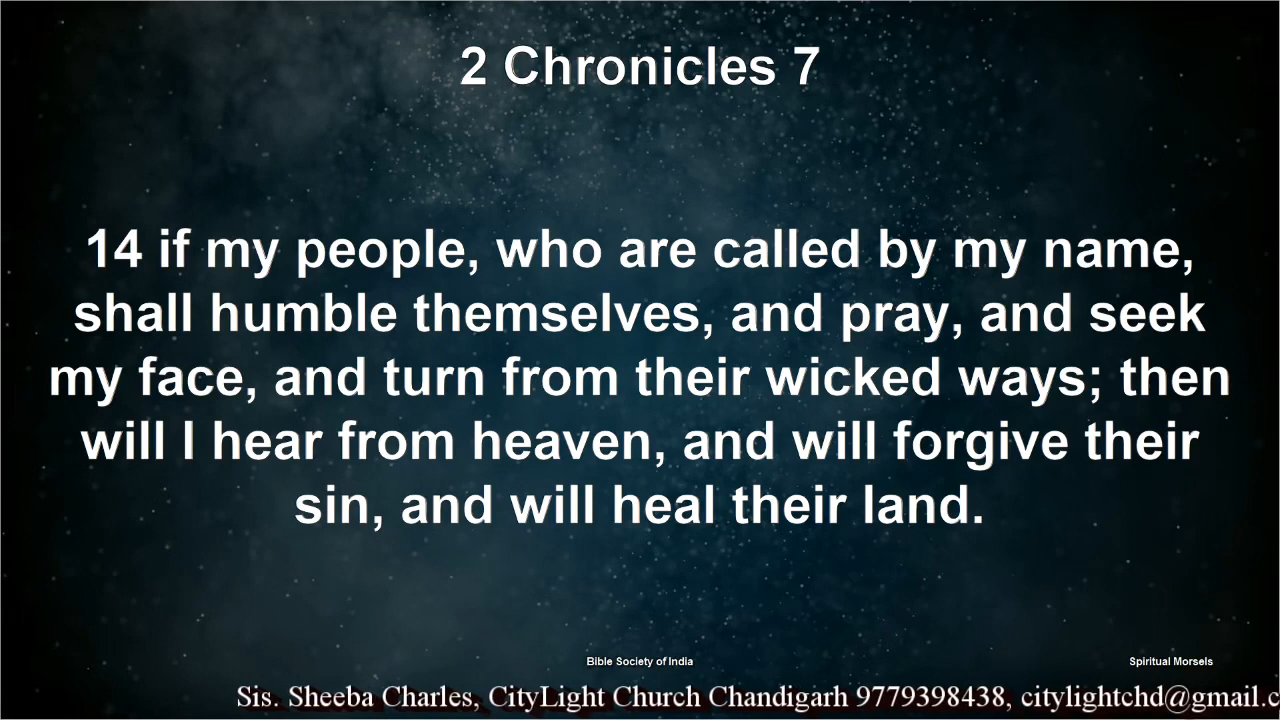 2 Chronicles 7
14 if my people, who are called by my name,
shall humble themselves, and pray, and seek
my face, and turn from their wicked ways; then
will I hear from heaven, and will forgive their
sin, and will heal their land.
Bible Society of India
Spiritual Morsels
Sis. Sheeba Charles, CityLight Church Chandigarh 9779398438, citylightchd@gmail.c